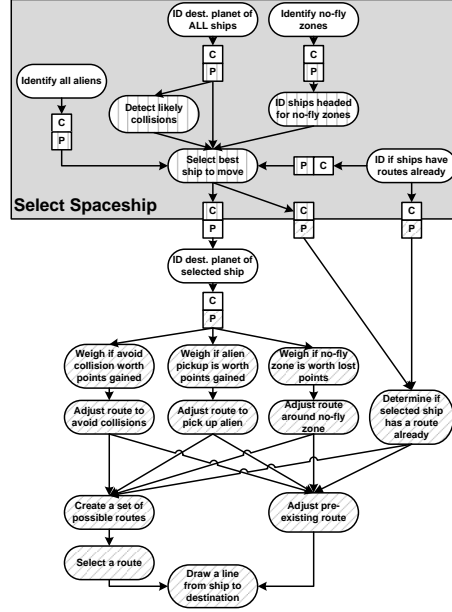 ID dest. planet of
ALL ships
Identify no-fly
zones
C
P
C
P
Identify all aliens
Detect likely
collisions
ID ships headed
for no-fly zones
C
P
Select best
ship to move
P C
ID if ships have
routes already
Select Spaceship
C
P
C
P
C
P
ID dest. planet of
selected ship
C
P
Weigh if avoid
collision worth
points gained
Weigh if alien
pickup is worth
points gained
Weigh if no-fly
zone is worth lost
points
Adjust route to
avoid collisions
Adjust route to
pick up alien
Adjust route
around no-fly
zone
Determine if
selected ship
has a route
already
Create a set of
possible routes
Adjust pre-
existing route
Select a route
Draw a line
from ship to
destination